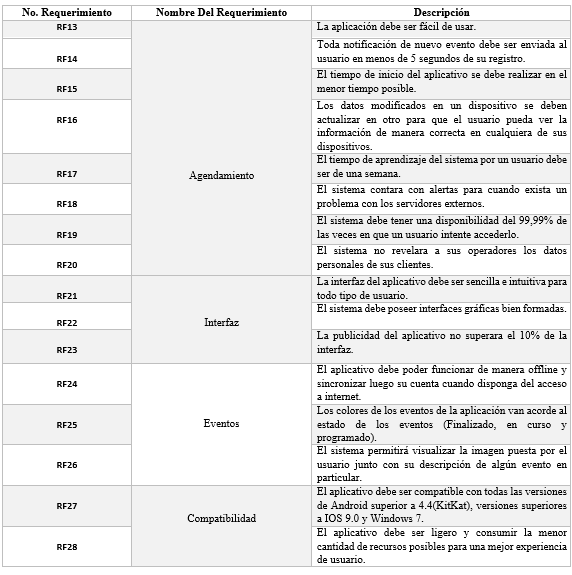 No. Requerimiento Nombre Del Requerimiento Descripción
RF13 La aplicación debe ser fácil de usar.
Toda notificación de nuevo evento debe ser enviada al
RF14 usuario en menos de 5 segundos de su registro.
El tiempo de inicio del aplicativo se debe realizar en el
RF15 menor tiempo posible.
Los datos modificados en un dispositivo se deben
RF16 actualizar en otro para que el usuario pueda ver la
información de manera correcta en cualquiera de sus
dispositivos.
El tiempo de aprendizaje del sistema por un usuario debe
RF17 Agendamiento ser de una semana.
El sistema contara con alertas para cuando exista un
RF18 problema con los servidores externos.
El sistema debe tener una disponibilidad del 99,99% de
RF19 las veces en que un usuario intente accederlo.
El sistema no revelara a sus operadores los datos
RF20 personales de sus clientes.
La interfaz del aplicativo debe ser sencilla e intuitiva para
RF21 todo tipo de usuario.
El sistema debe poseer interfaces gráficas bien formadas.
RF22 Interfaz
La publicidad del aplicativo no superara el 10% de la
RF23 interfaz.
El aplicativo debe poder funcionar de manera offline y
RF24 sincronizar luego su cuenta cuando disponga del acceso
a internet.
Los colores de los eventos de la aplicación van acorde al
RF25 Eventos estado de los eventos (Finalizado, en curso y
programado).
El sistema permitirá visualizar la imagen puesta por el
RF26 usuario junto con su descripción de algún evento en
particular.
El aplicativo debe ser compatible con todas las versiones
RF27 de Android superior a 4.4(KitKat), versiones superiores
Compatibilidad a IOS 9.0 y Windows 7.
El aplicativo debe ser ligero y consumir la menor
RF28 cantidad de recursos posibles para una mejor experiencia
de usuario.